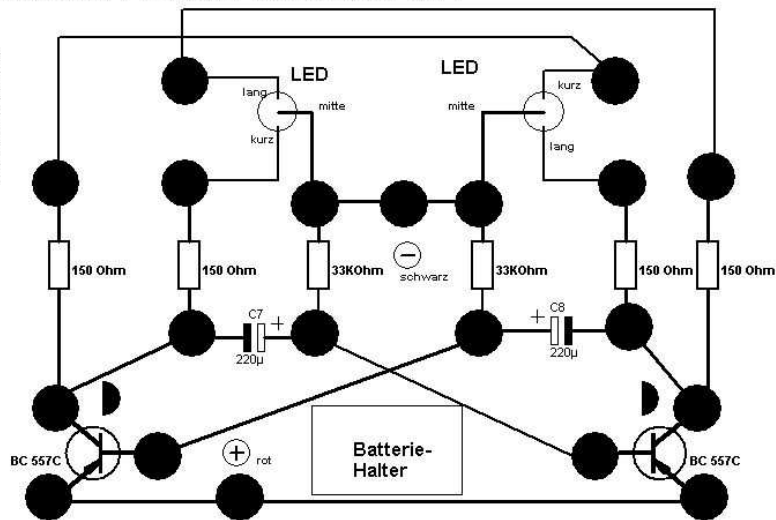 LED
LED
lang
mitte
kurz
mitte
kurz
lang
150 Ohm
150 Ohm
33KOhm
−
schwarz
33KOhm
150 Ohm
150 Ohm
C7
+
220µ
C8
+
220µ
BC 557C
+
rot
Batterie-
Halter
BC 557C